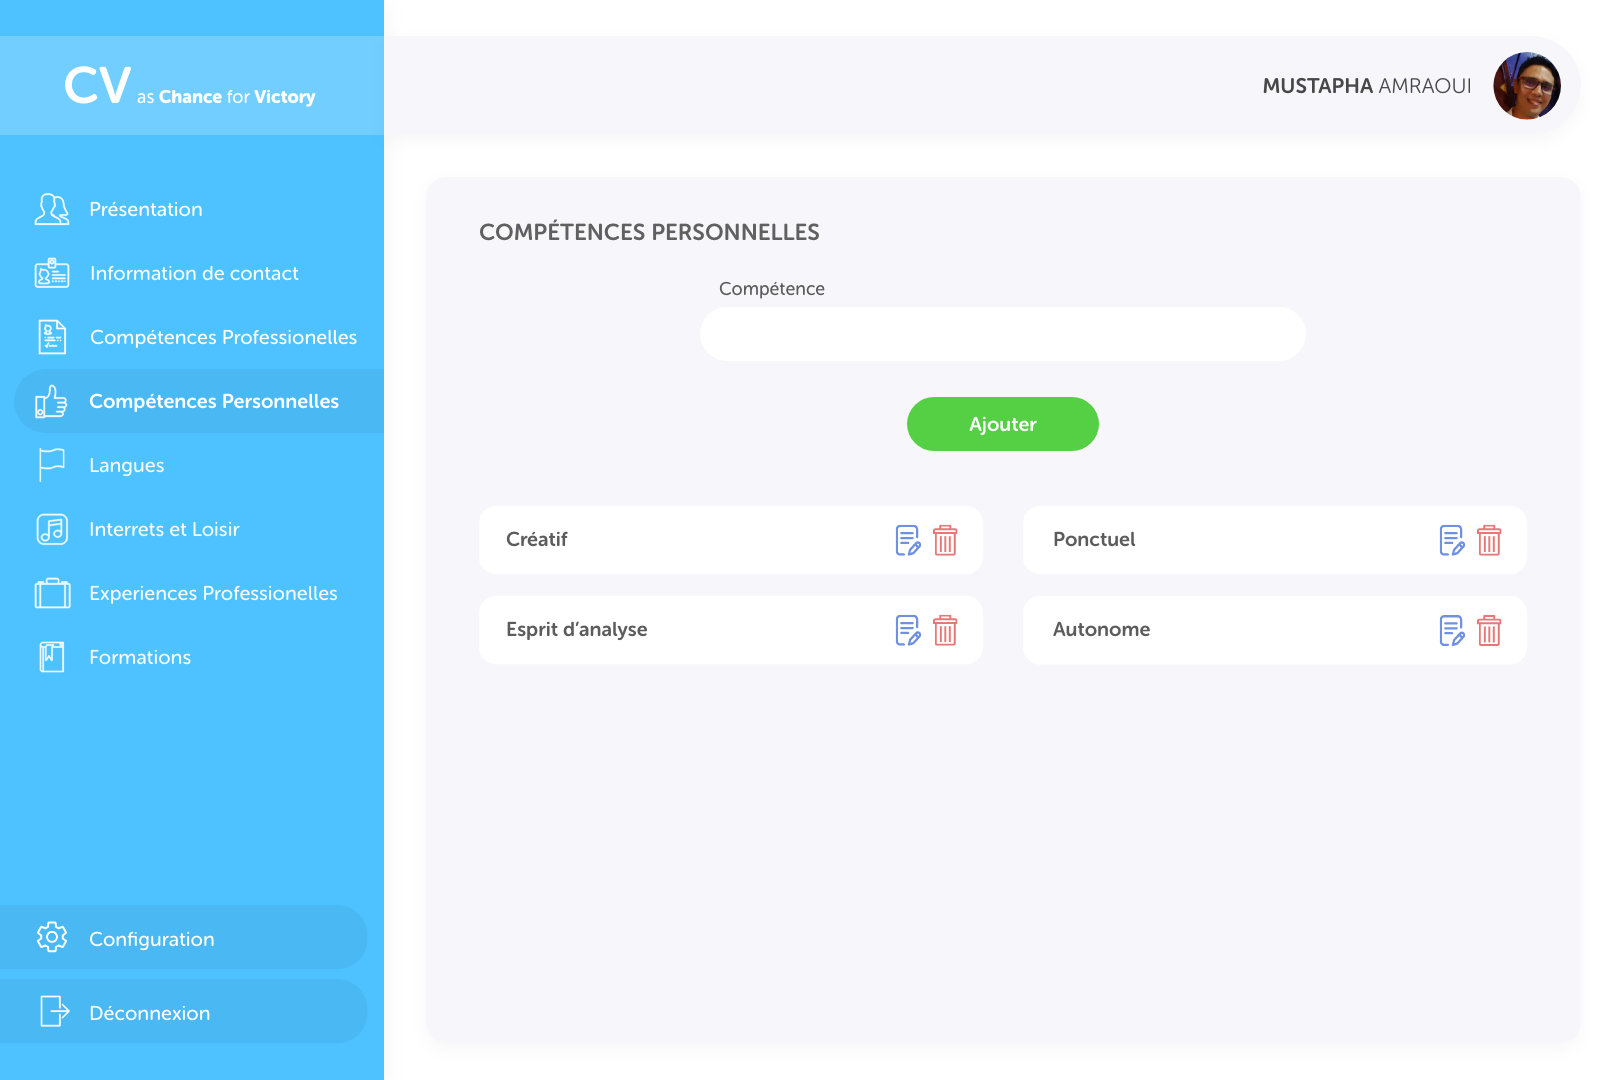 CV as Chance for Victory
MUSTAPHA AMRAOUI
Présentation
Information de contact
Compétences Professionelles
Compétences Personnelles
Langues
Interrets et Loisir
Experiences Professionelles
Formations
Configuration
Déconnexion
COMPÉTENCES PERSONNELLES
Compétence
Ajouter
Créatif
Ponctuel
Esprit d’analyse
Autonome